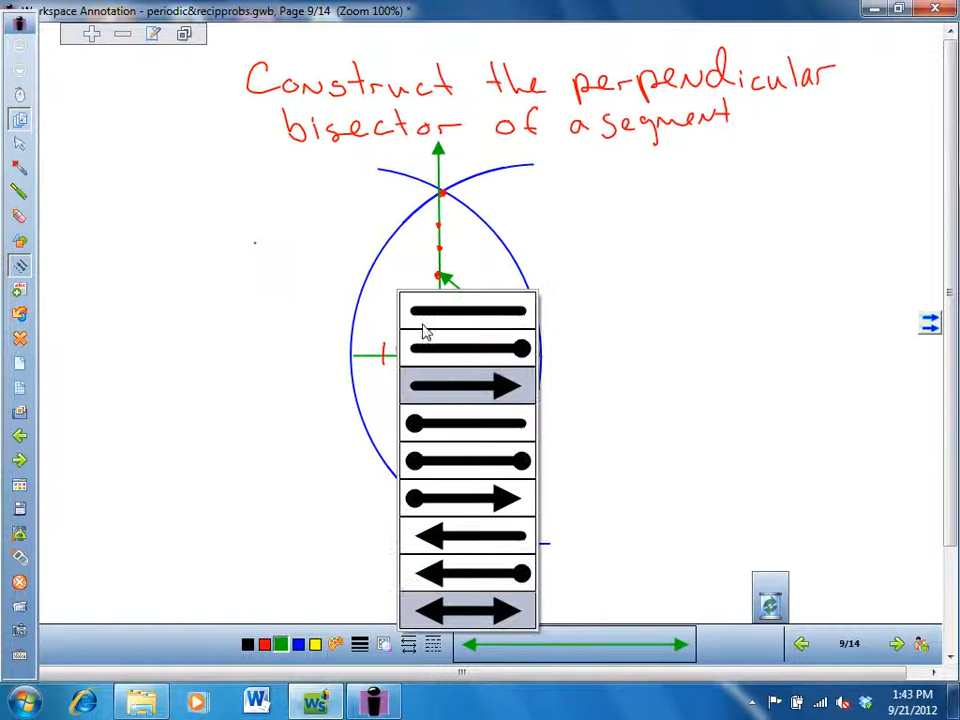 Workspace Annotation - periodic&recipprobs.gwb, Page 9/14 (Zoom 100%) *
Construct the perpendicular
bisector of a segment
9/14
1:43 PM
9/21/2012